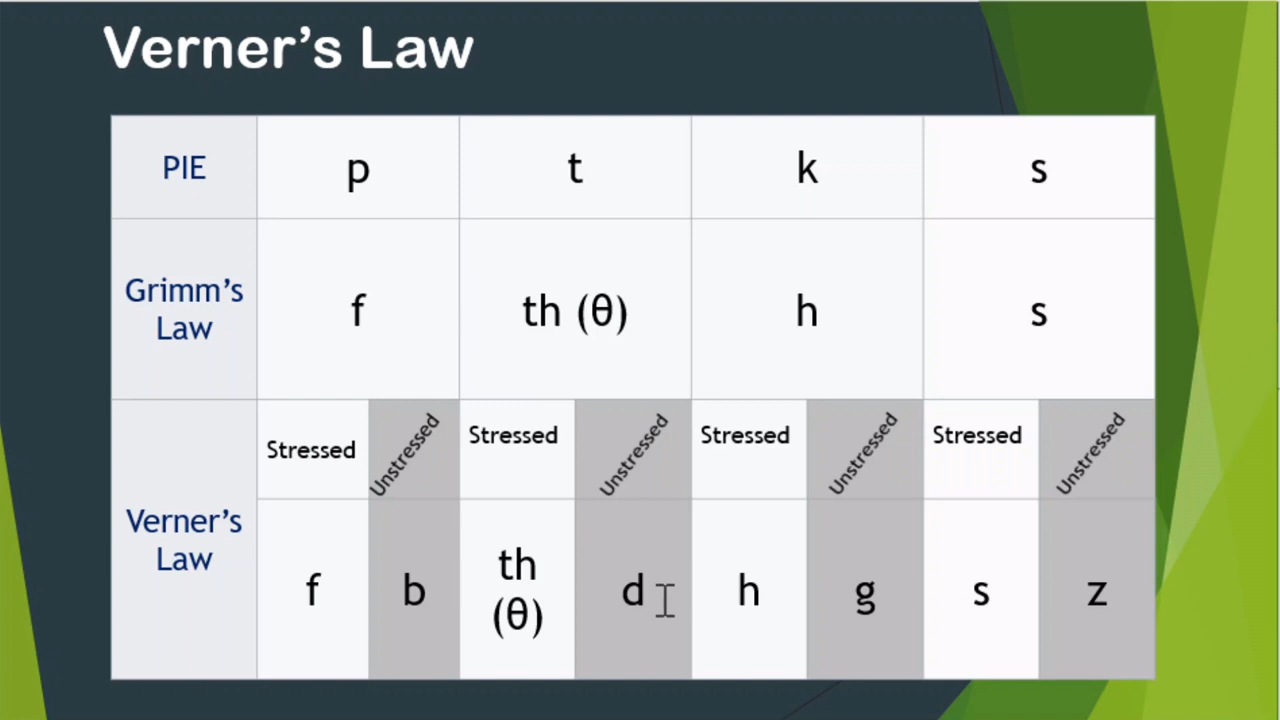 Verner's Law
PIE p t k s
Grimm's
Law
f th (θ) h s
Verner's
Law
Stressed Unstressed Stressed Unstressed Stressed Unstressed Stressed Unstressed
f b th
(θ) d h g s z